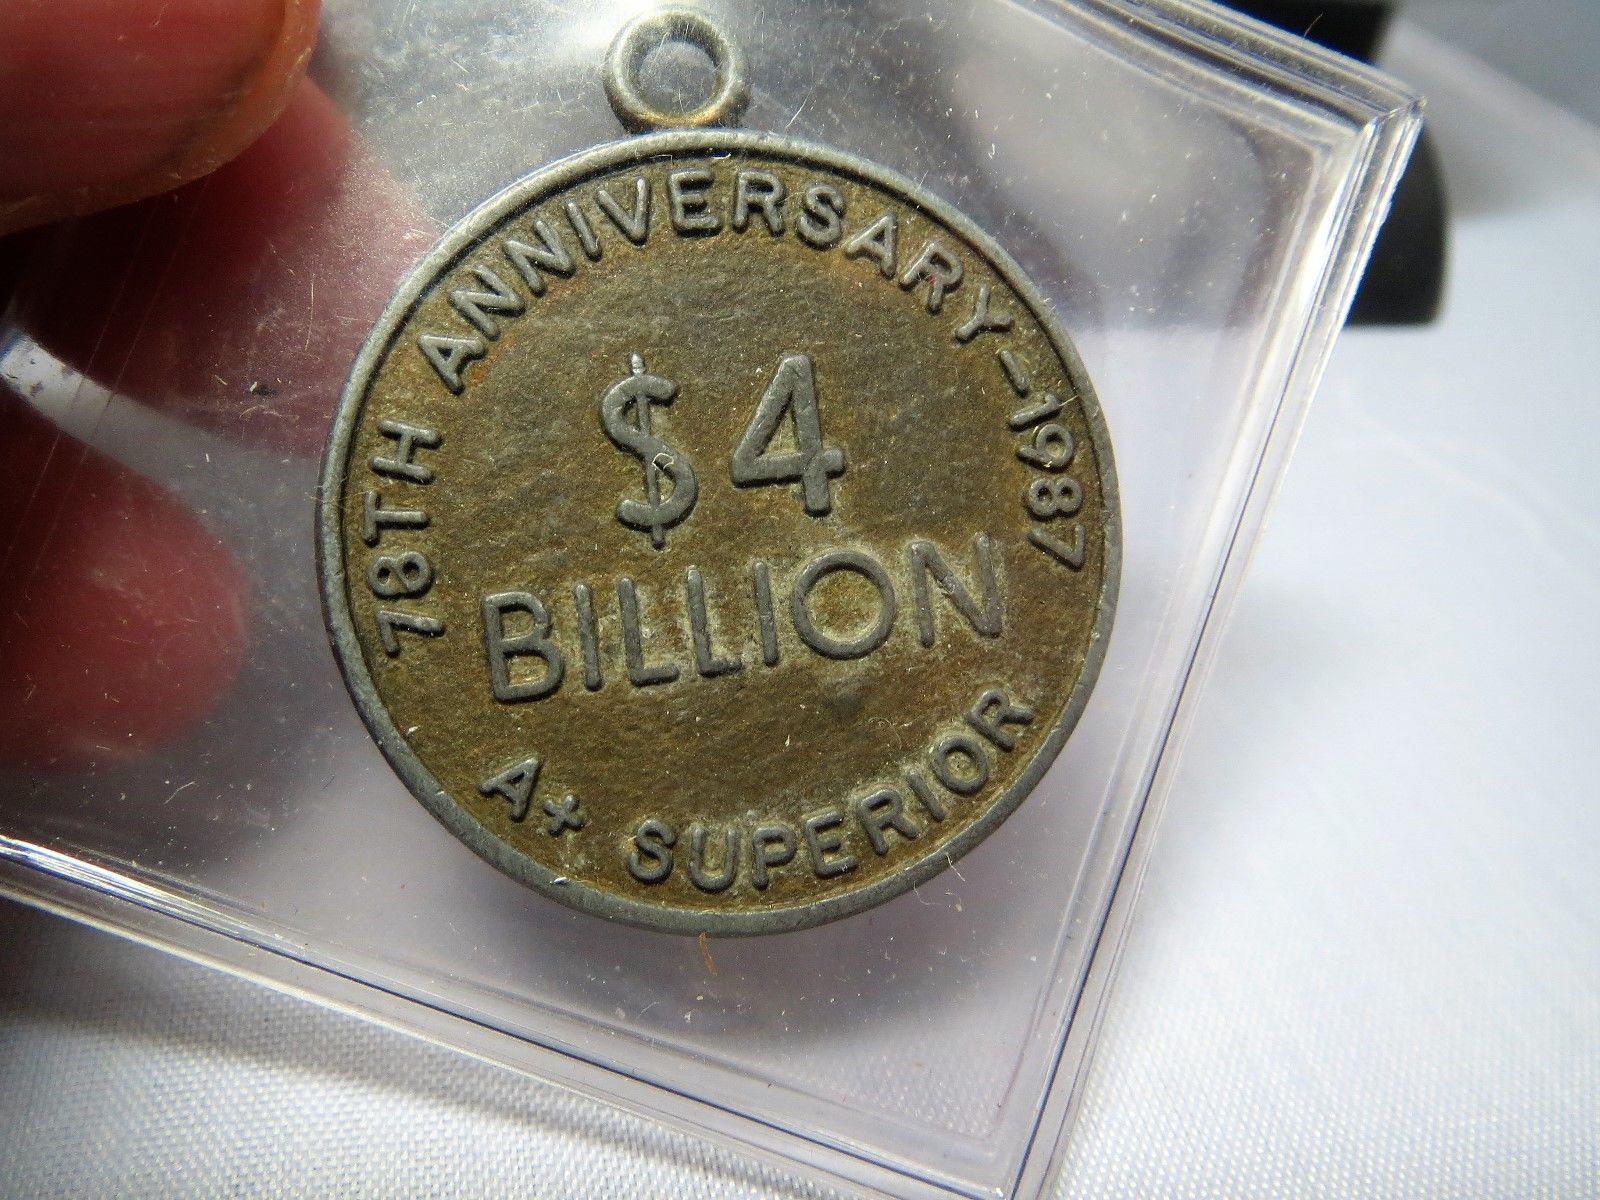 78TH ANNIVERSARY-1987
$4
BILLION
A+ SUPERIOR